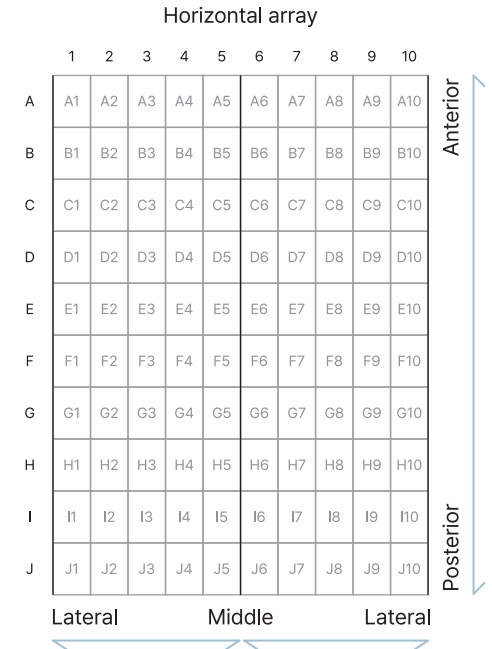 Horizontal array
1 2 3 4 5 6 7 8 9 10
A A1 A2 A3 A4 A5 A6 A7 A8 A9 A10
Anterior
B B1 B2 B3 B4 B5 B6 B7 B8 B9 B10
C C1 C2 C3 C4 C5 C6 C7 C8 C9 C10
D D1 D2 D3 D4 D5 D6 D7 D8 D9 D10
E E1 E2 E3 E4 E5 E6 E7 E8 E9 E10
F F1 F2 F3 F4 F5 F6 F7 F8 F9 F10
G G1 G2 G3 G4 G5 G6 G7 G8 G9 G10
H H1 H2 H3 H4 H5 H6 H7 H8 H9 H10
I I1 I2 I3 I4 I5 I6 I7 I8 I9 I10
Posterior
J J1 J2 J3 J4 J5 J6 J7 J8 J9 J10
Lateral Middle Lateral